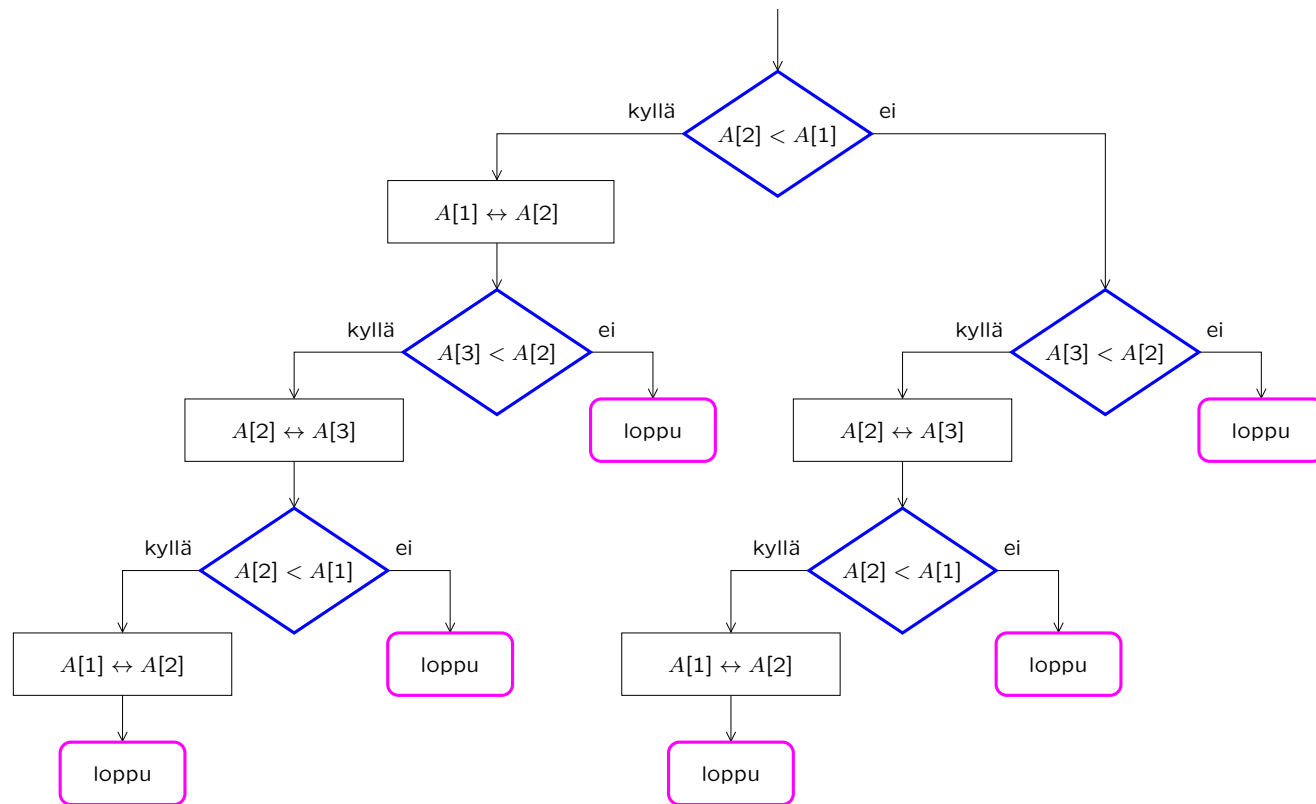 kyllä
ei
A[2] < A[1]
A[1] ↔ A[2]
kyllä
ei
kyllä
ei
A[3] < A[2]
A[3] < A[2]
A[2] ↔ A[3]
loppu
A[2] ↔ A[3]
loppu
kyllä
ei
kyllä
ei
A[2] < A[1]
A[2] < A[1]
A[1] ↔ A[2]
loppu
A[1] ↔ A[2]
loppu
loppu
loppu